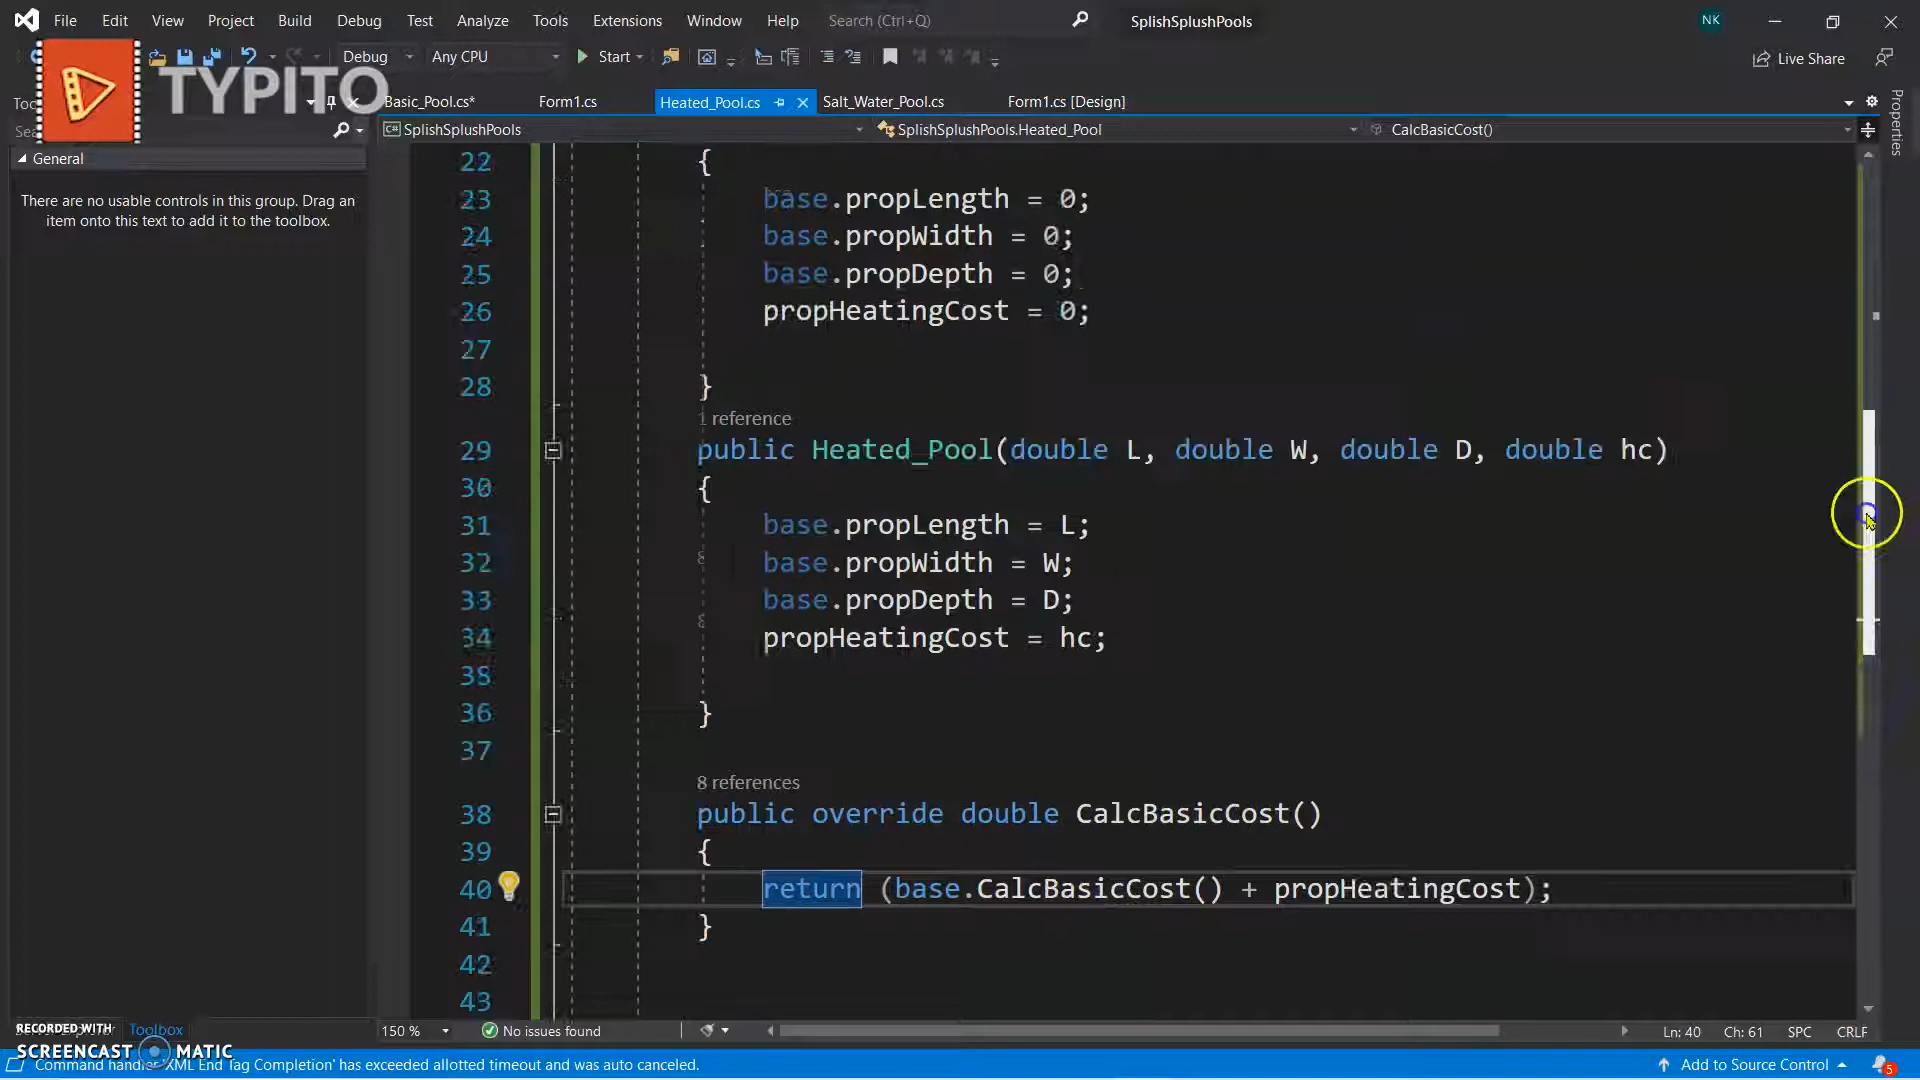 File Edit View Project Build Debug Test Analyze Tools Extensions Window Help Search (Ctrl+Q) SplishSplushPools NK
Debug Any CPU Start Live Share
TYPITO
Basic_Pool.cs* Form1.cs Heated_Pool.cs Salt_Water_Pool.cs Form1.cs [Design]
SplishSplushPools SplishSplushPools.Heated_Pool CalcBasicCost()
Properties
General
There are no usable controls in this group. Drag an
item onto this text to add it to the toolbox.
22 {
23 base.propLength = 0;
24 base.propWidth = 0;
25 base.propDepth = 0;
26 propHeatingCost = 0;
27
28 }
1 reference
29 public Heated_Pool(double L, double W, double D, double hc)
30 {
31 base.propLength = L;
32 base.propWidth = W;
33 base.propDepth = D;
34 propHeatingCost = hc;
36 }
37
8 references
38 public override double CalcBasicCost()
39 {
40 return (base.CalcBasicCost() + propHeatingCost);
41 }
42
43
RECORDED WITH
SCREENCAST MATIC
Toolbox
150 % No issues found Ln: 40 Ch: 61 SPC CRLF
Command handler 'XML End Tag Completion' has exceeded allotted timeout and was auto canceled. Add to Source Control 5